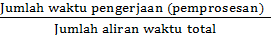 Jumlah waktu pengerjaan (pemprosesan)
Jumlah aliran waktu total